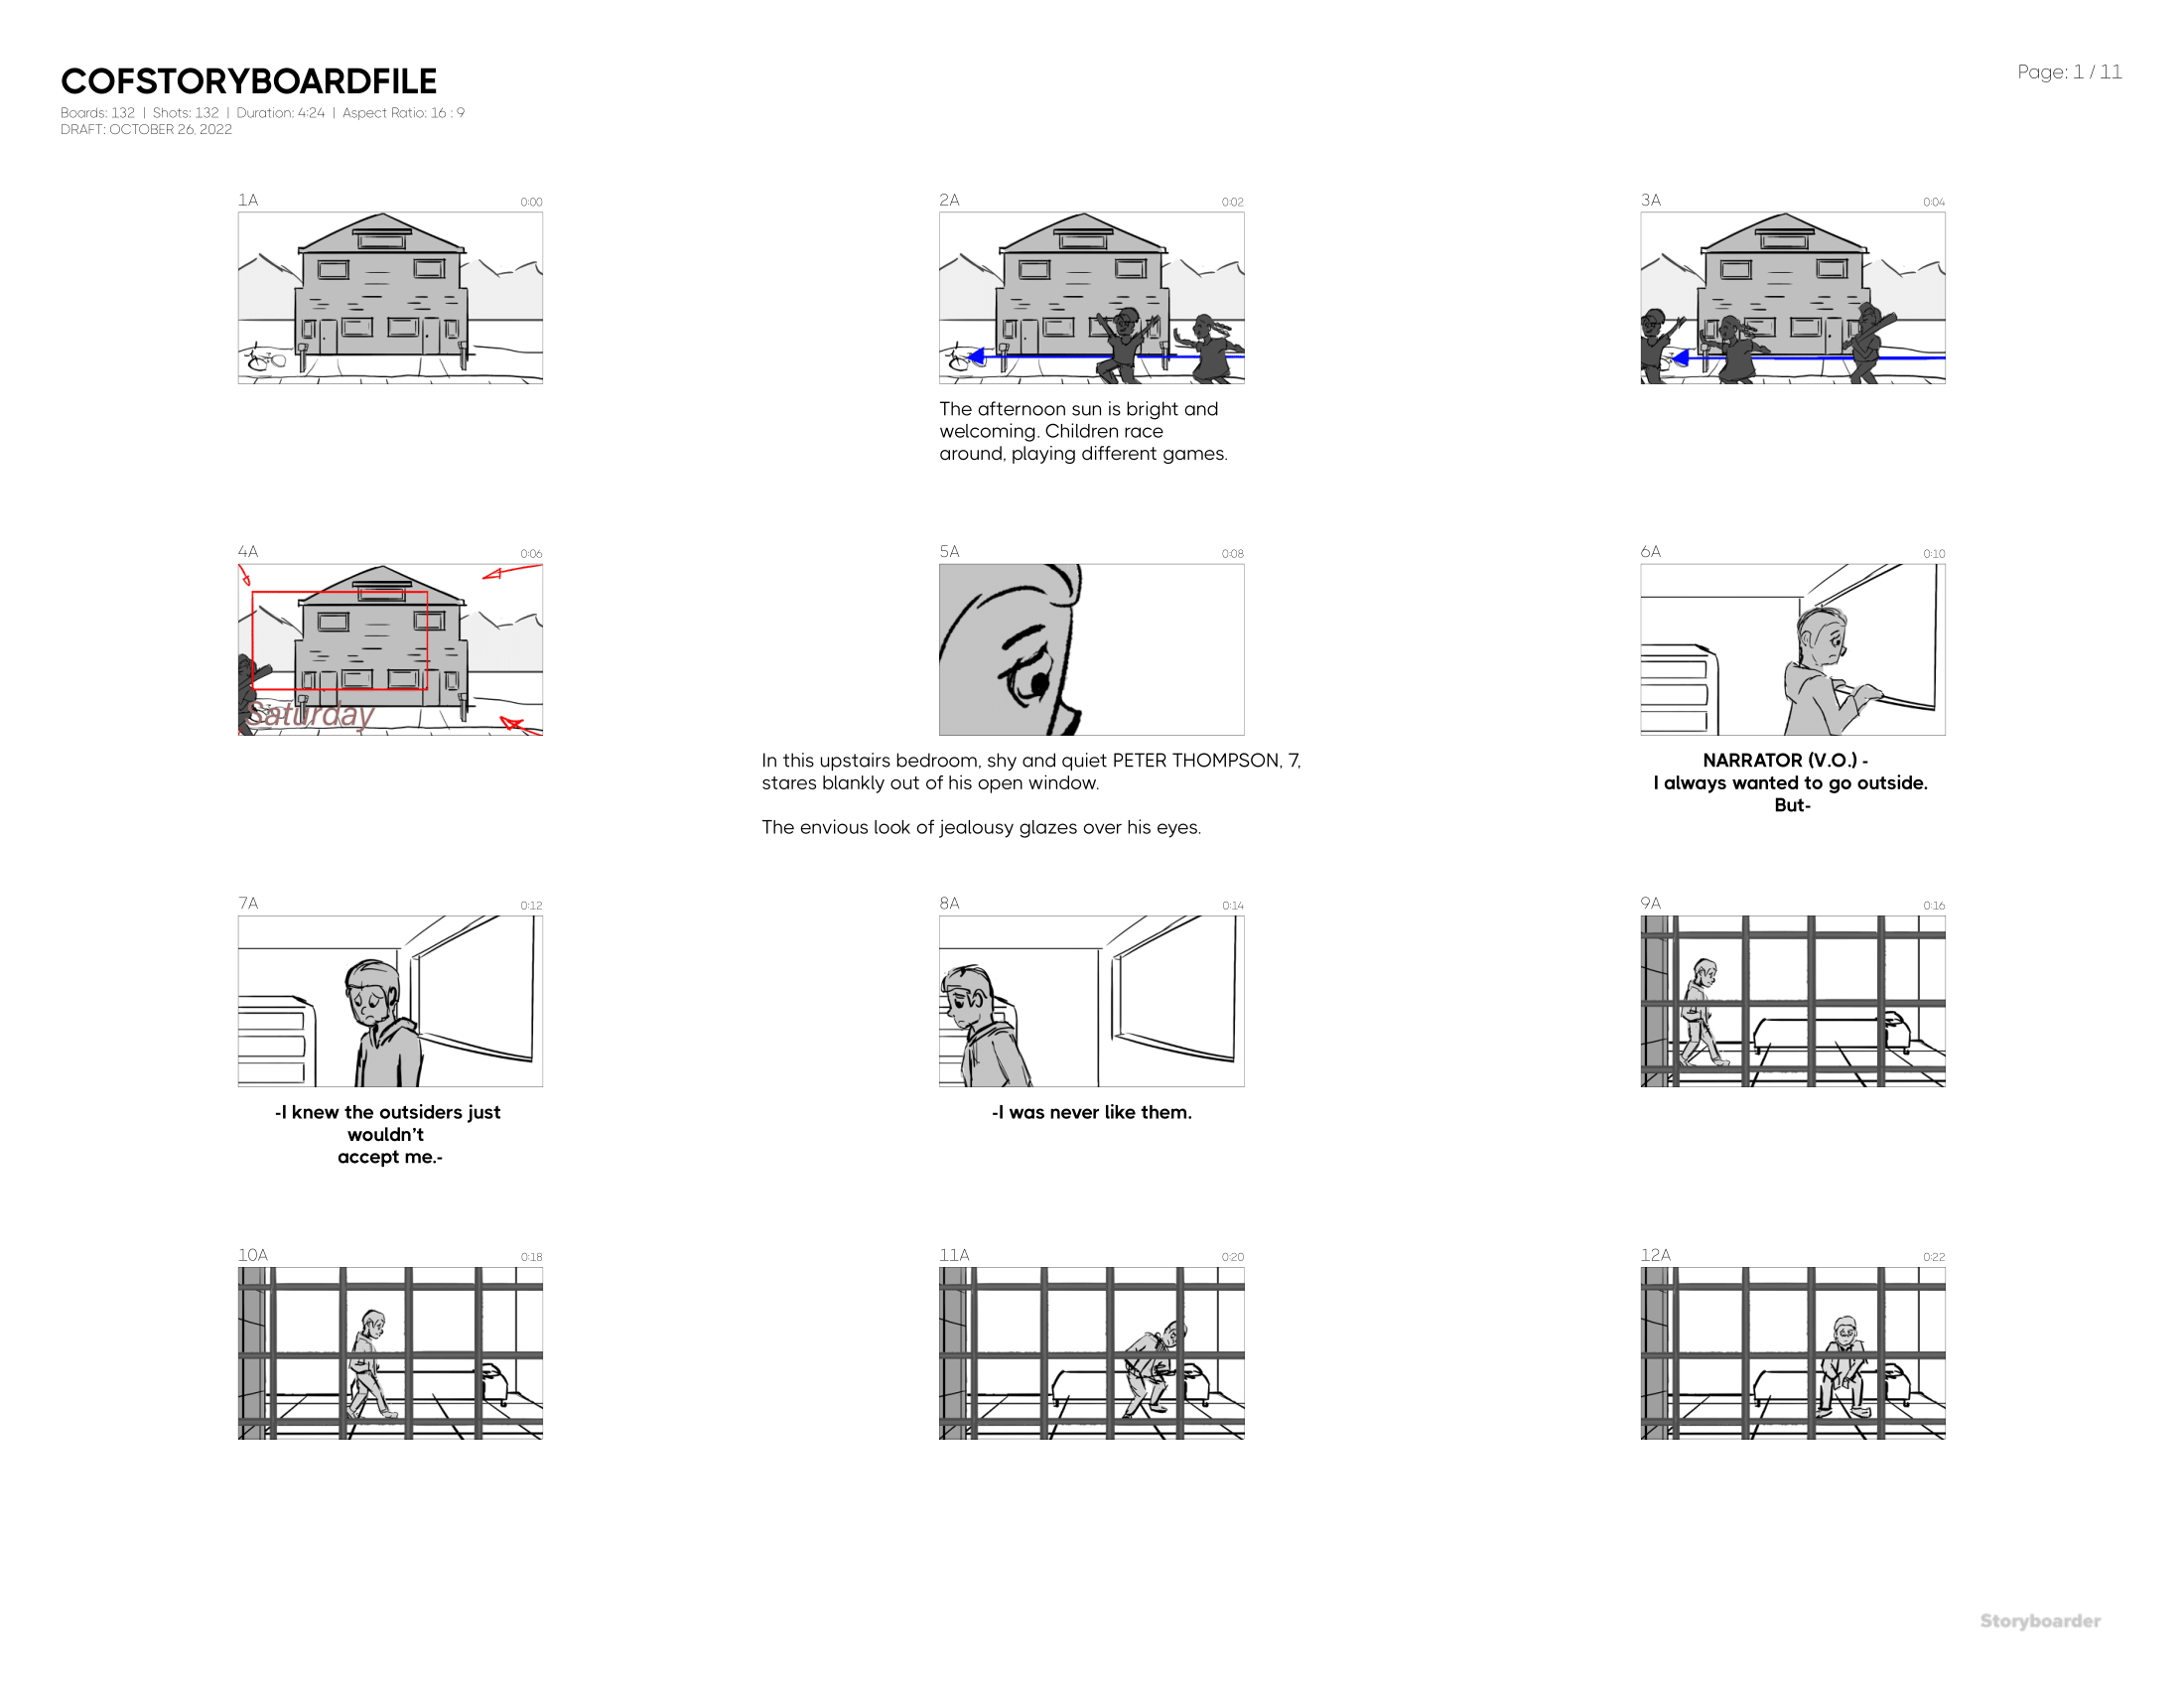 COFSTORYBOARDFILE
Page: 1 / 11
Boards: 132 | Shots: 132 | Duration: 4:24 | Aspect Ratio: 16 : 9
DRAFT: OCTOBER 26, 2022
1A 0:00
2A 0:02
3A 0:04
The afternoon sun is bright and
welcoming. Children race
around, playing different games.
4A 0:06
Saturday
5A 0:08
6A 0:10
In this upstairs bedroom, shy and quiet PETER THOMPSON, 7,
stares blankly out of his open window.
The envious look of jealousy glazes over his eyes.
NARRATOR (V.O.) -
I always wanted to go outside.
But-
7A 0:12
8A 0:14
9A 0:16
-I knew the outsiders just
wouldn't
accept me.-
-I was never like them.
10A 0:18
11A 0:20
12A 0:22
Storyboarder